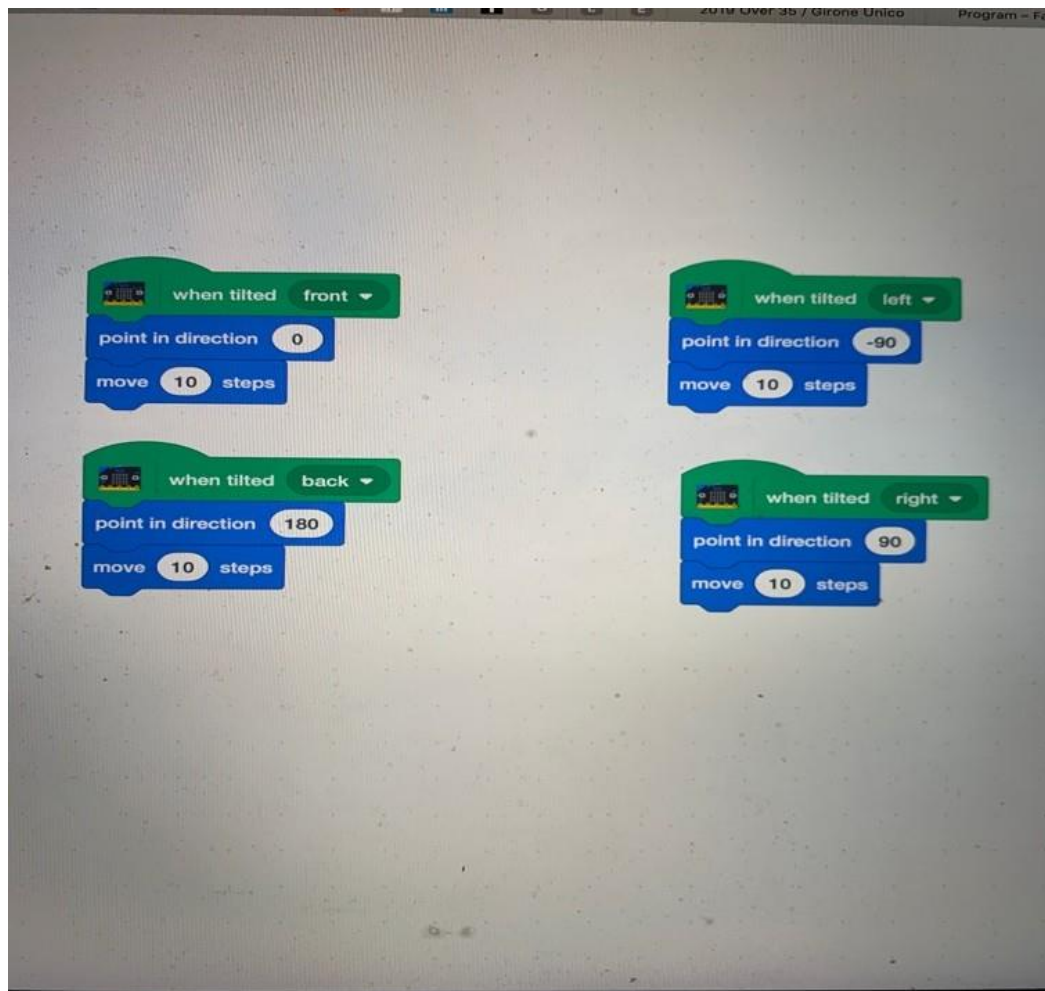 2019 Over 35 / Girone Unico
Program – Fa
when tilted front
point in direction 0
move 10 steps
when tilted back
point in direction 180
move 10 steps
when tilted left
point in direction -90
move 10 steps
when tilted right
point in direction 90
move 10 steps